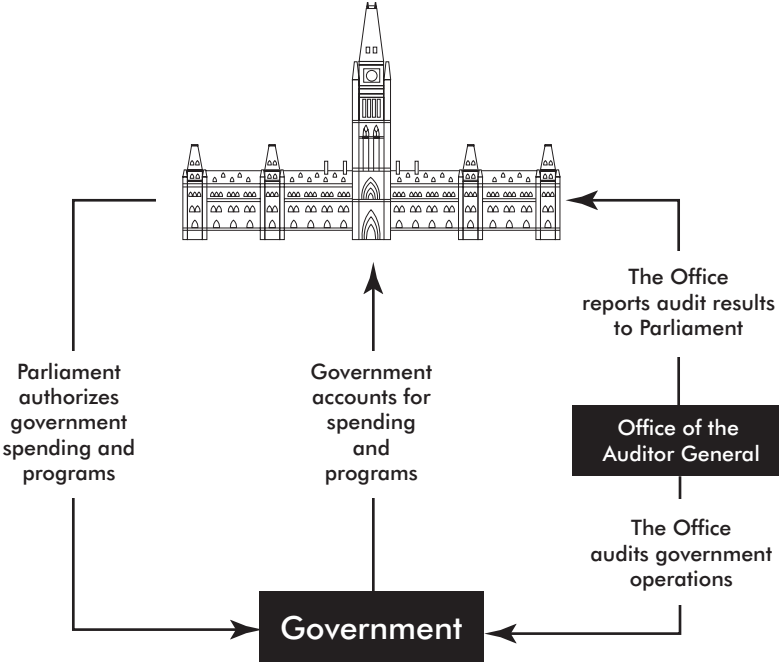 The Office
reports audit results
to Parliament
Parliament
authorizes
government
spending and
programs
Government
accounts for
spending
and
programs
Office of the
Auditor General
The Office
audits government
operations
Government